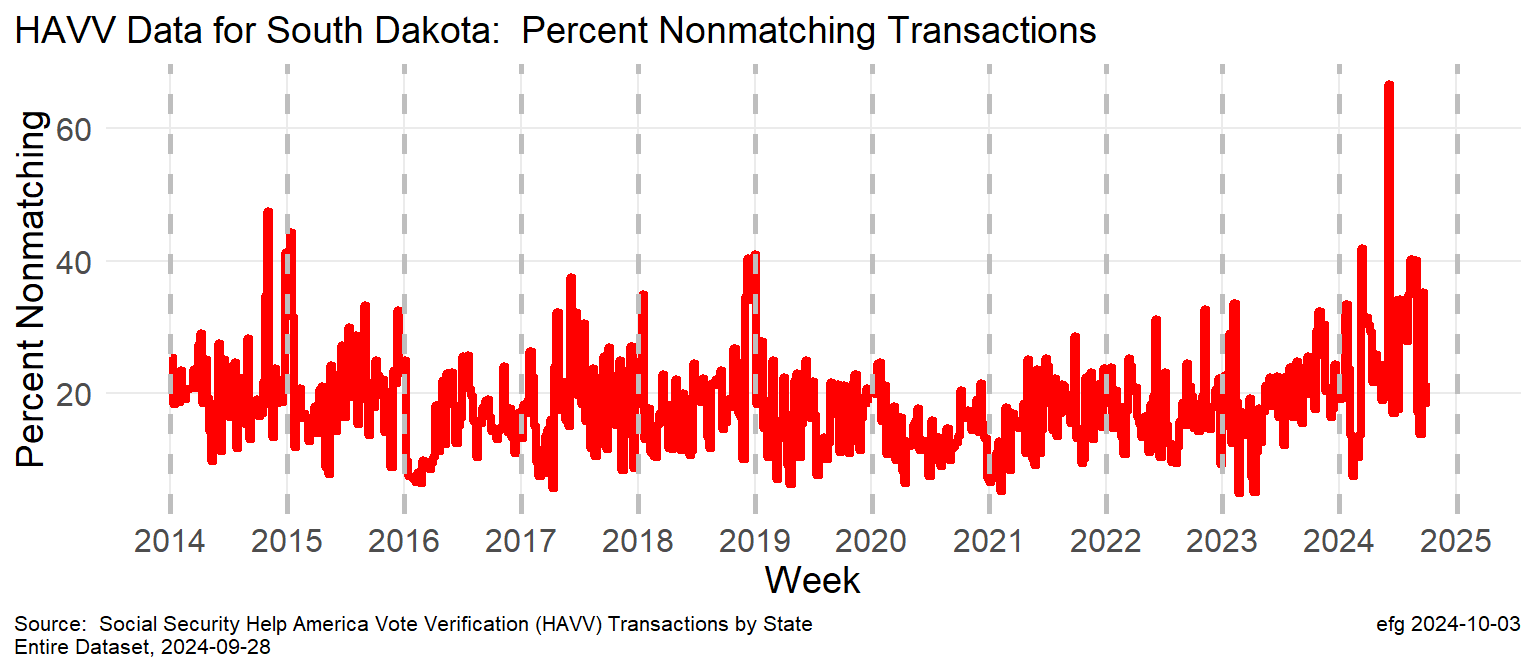 HAVV Data for South Dakota:  Percent Nonmatching Transactions
Percent Nonmatching
60
40
20
2014 2015 2016 2017 2018 2019 2020 2021 2022 2023 2024 2025
Week
Source:  Social Security Help America Vote Verification (HAVV) Transactions by State
efg 2024-10-03
Entire Dataset, 2024-09-28